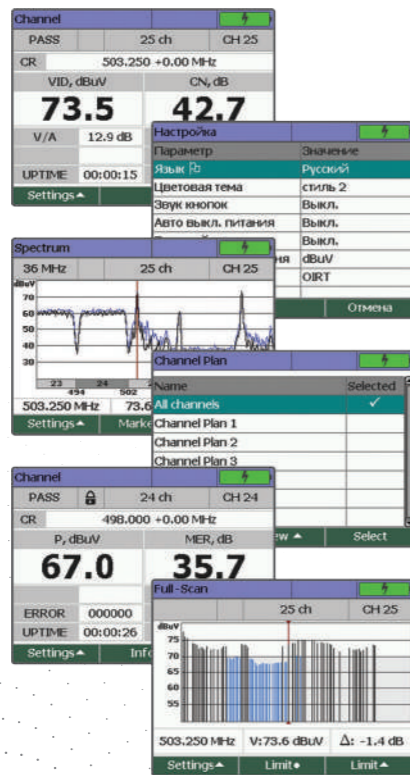 Channel
PASS 25 ch CH 25
CR 503.250 +0.00 MHz
VID, dBuV CN, dB
73.5 42.7
V/A 12.9 dB
UPTIME 00:00:15
Settings
Настройка
Параметр Значение
Язык Русский
Цветовая тема стиль 2
Звук кнопок Выкл.
Авто выкл. питания Выкл.
Выкл.
ия dBuV
OIRT
Отмена
Spectrum
36 MHz 25 ch CH 25
dBuV
70
60
50
40
30
23 24
494 502
503.250 MHz 73.6
Settings Marke
Channel Plan
Name Selected
All channels ✓
Channel Plan 1
Channel Plan 2
Channel Plan 3
ew Select
Channel
PASS 24 ch CH 24
CR 498.000 +0.00 MHz
P, dBuV MER, dB
67.0 35.7
ERROR 000000
UPTIME 00:00:26
Settings Info
Full-Scan
25 ch CH 25
dBuV
75
70
65
60
55
503.250 MHz V:73.6 dBuV Δ: -1.4 dB
Settings Limit Limit